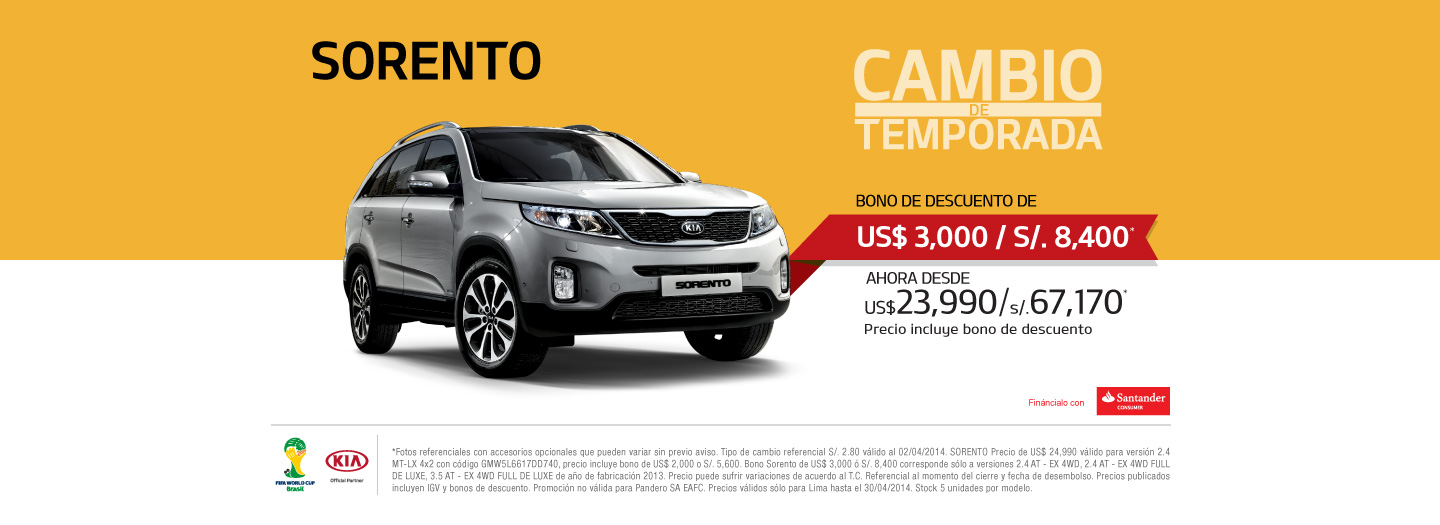 SORENTO
CAMBIO
DE
TEMPORADA
BONO DE DESCUENTO DE
US$ 3,000 / S/. 8,400*
AHORA DESDE
US$23,990/S/.67,170*
Precio incluye bono de descuento
KIA
SORENTO
Fináncialo con
Santander
CONSUMER
FIFA WORLD CUP
Brasil
KIA
Official Partner
*Fotos referenciales con accesorios opcionales que pueden variar sin previo aviso. Tipo de cambio referencial S/. 2.80 válido al 02/04/2014. SORENTO Precio de US$ 24,990 válido para versión 2.4
MT-LX 4x2 con código GMW5L6617DD740, precio incluye bono de US$ 2,000 o S/. 5,600. Bono Sorento de US$ 3,000 ó S/. 8,400 corresponde sólo a versiones 2.4 AT - EX 4WD, 2.4 AT - EX 4WD FULL
DE LUXE, 3.5 AT - EX 4WD FULL DE LUXE de año de fabricación 2013. Precio puede sufrir variaciones de acuerdo al T.C. Referencial al momento del cierre y fecha de desembolso. Precios publicados
incluyen IGV y bonos de descuento. Promoción no válida para Pandero SA EAFC. Precios válidos sólo para Lima hasta el 30/04/2014. Stock 5 unidades por modelo.